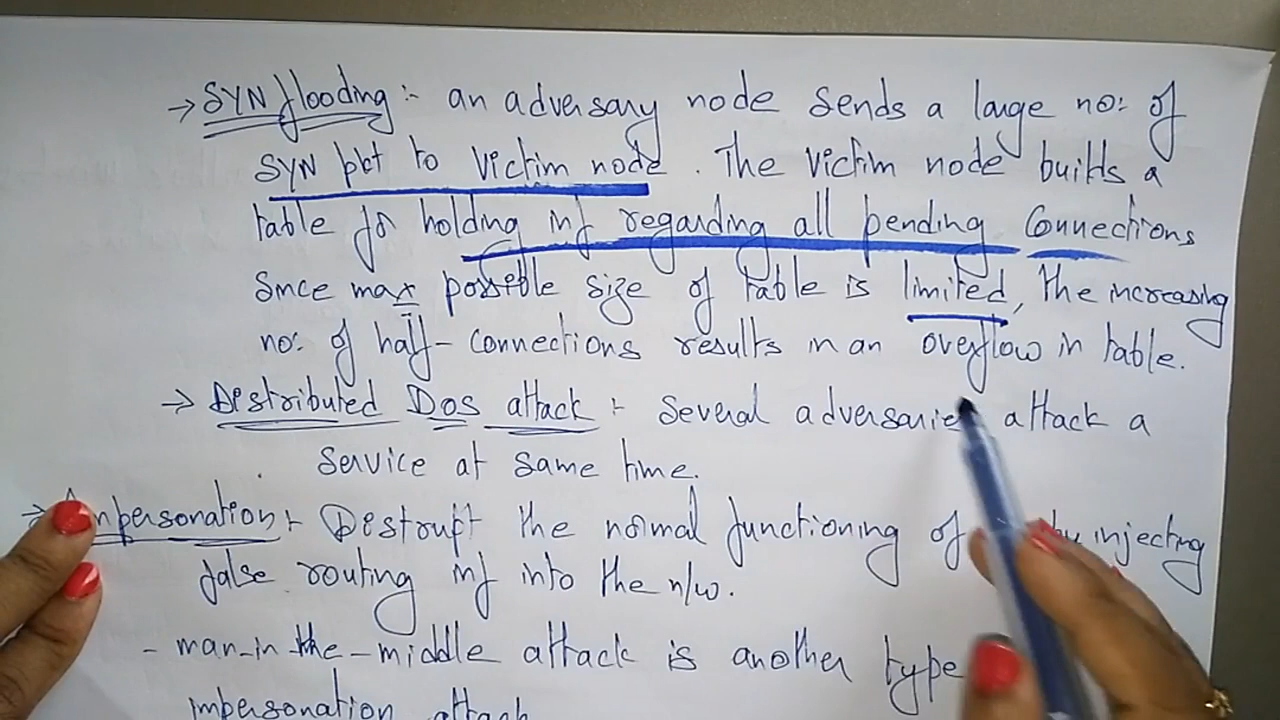 → SYN flooding :- an adversary node sends a large no: of
SYN pkt to victim node. The victim node builds a
table for holding inf regarding all pending connections
Since max possible size of table is limited, the increasing
no: of half-connections results in an overflow in table.
→ Distributed DoS attack :- Several adversaries attack a
service at same time.
→ Impersonation :- Distrupt the normal functioning of by injecting
false routing inf into the n/w.
- man-in-the-middle attack is another type
impersonation attack